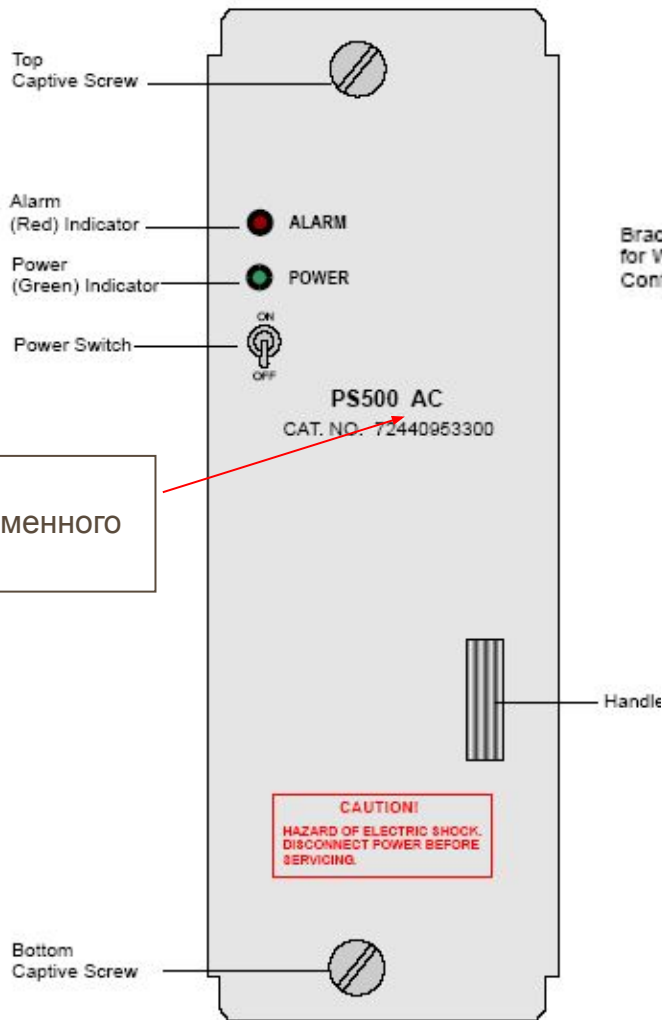 Top
Captive Screw
Alarm
(Red) Indicator
ALARM
Power
(Green) Indicator
POWER
Power Switch
ON
OFF
PS500 AC
CAT. NO. 72440953300
Handle
CAUTION!
HAZARD OF ELECTRIC SHOCK.
DISCONNECT POWER BEFORE
SERVICING.
Bottom
Captive Screw
for